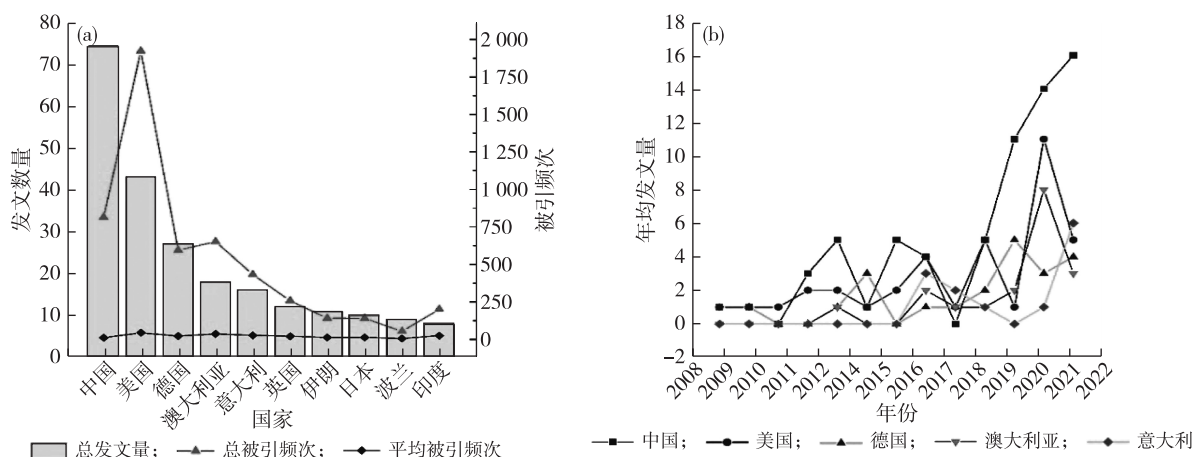 (a)
80
70
60
50
40
30
20
10
0
发文数量
2 000
1 750
1 500
1 250
1 000
750
500
250
0
被引频次
中国
美国
德国
澳大利亚
意大利
英国
伊朗
日本
波兰
印度
国家
总发文量； 总被引频次； 平均被引频次
(b)
18
16
14
12
10
8
6
4
2
0
-2
年均发文量
2008
2009
2011
2012
2013
2014
2015
2016
2017
2018
2019
2020
2021
2022
年份
中国； 美国； 德国； 澳大利亚； 意大利